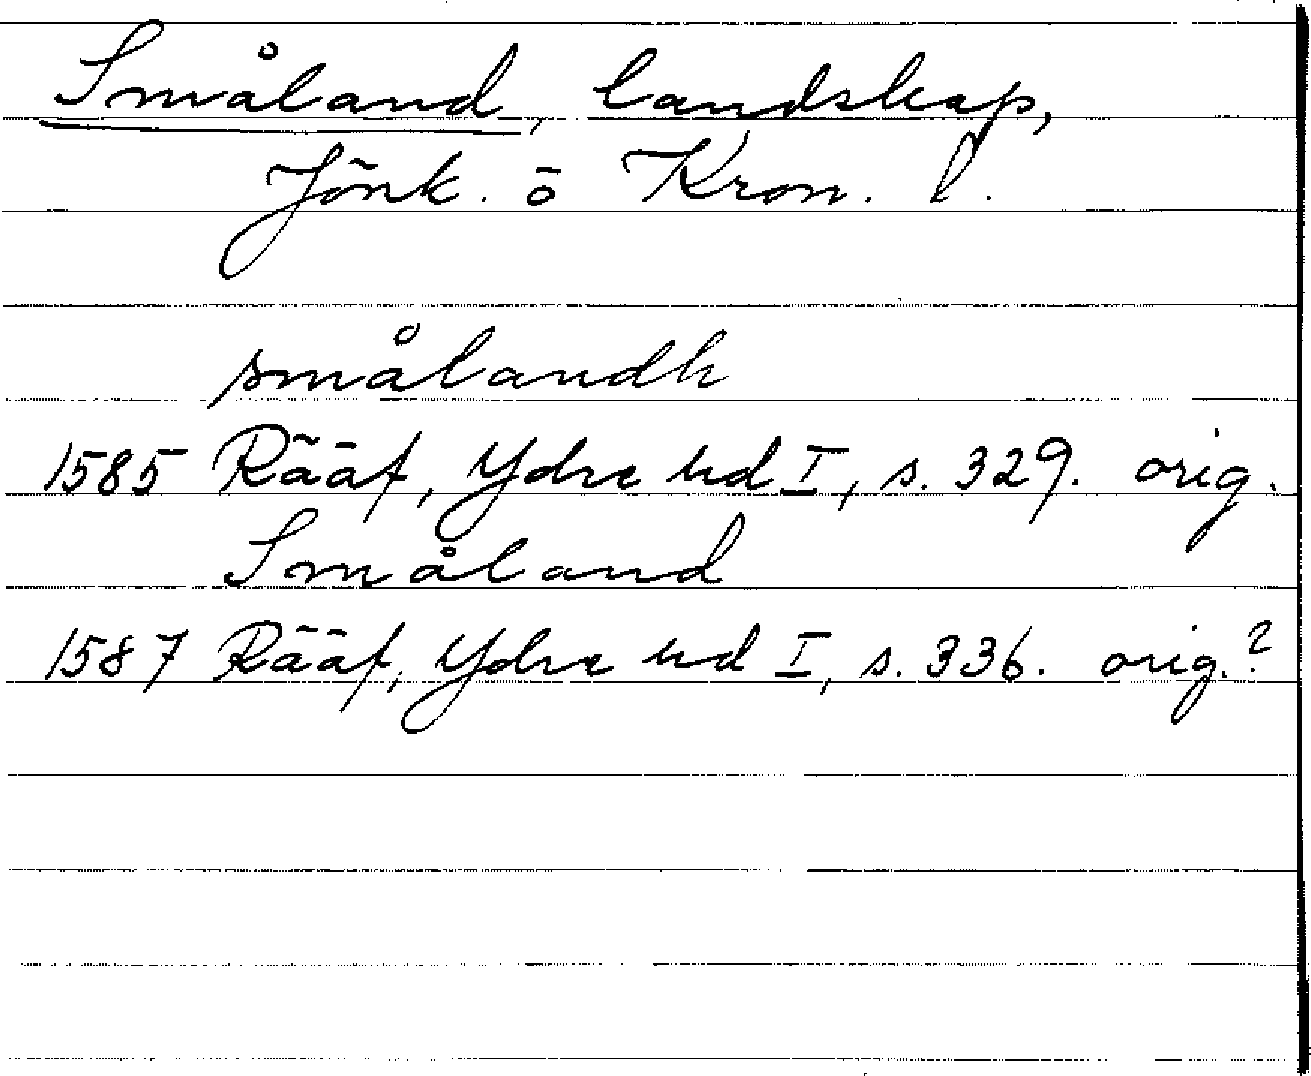 Småland, landskap,
Jönk. o Kron. l.
smålandh
1585 Rääf, Ydre hd I, s. 329. orig.
Småland
1587 Rääf, Ydre hd I, s. 336. orig.?